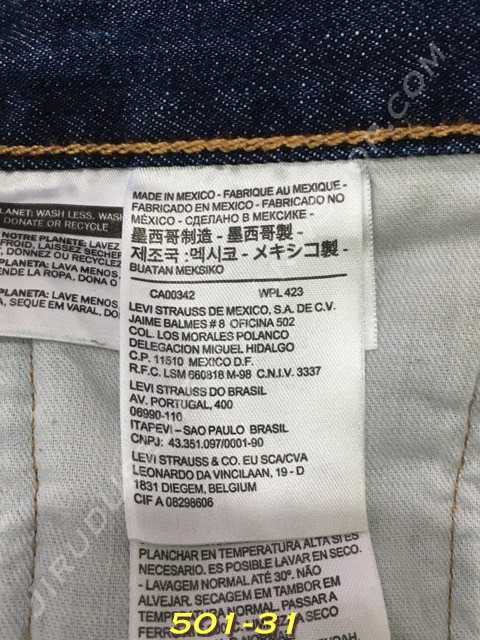 LANET: WASH LESS, WASH
DONATE OR RECYCLE
NOTRE PLANETE: LAVEZ
FROID, LAISSEZ SECHER
, DONNEZ OU RECYCLEZ
PLANETA: LAVA MENOS,
ENDE LA ROPA, DONA O
PLANETA: LAVE MENOS,
, SEQUE EM VARAL, DO
MADE IN MEXICO - FABRIQUE AU MEXIQUE -
FABRICADO EN MEXICO - FABRICADO NO
MÉXICO - СДЕЛАНО В МЕКСИКЕ -
墨西哥制造 - 墨西哥製 -
제조국 :멕시코 - メキシコ製 -
BUATAN MEKSIKO
CA00342 WPL 423
LEVI STRAUSS DE MEXICO, S.A. DE C.V.
JAIME BALMES # 8 OFICINA 502
COL. LOS MORALES POLANCO
DELEGACION MIGUEL HIDALGO
C.P. 11510 MEXICO D.F.
R.F.C. LSM 660818 M-98 C.N.I.V. 3337
LEVI STRAUSS DO BRASIL
AV. PORTUGAL, 400
06990-110
ITAPEVI – SAO PAULO BRASIL
CNPJ: 43.351.097/0001-90
LEVI STRAUSS & CO. EU SCA/CVA
LEONARDO DA VINCILAAN, 19 - D
1831 DIEGEM, BELGIUM
CIF A 08298606
PLANCHAR EN TEMPERATURA ALTA SI ES
NECESARIO. ES POSIBLE LAVAR EN SECO.
- LAVAGEM NORMAL ATÉ 30º. NÃO
ALVEJAR. SECAGEM EM TAMBOR EM
TEMPERATURA
501-31